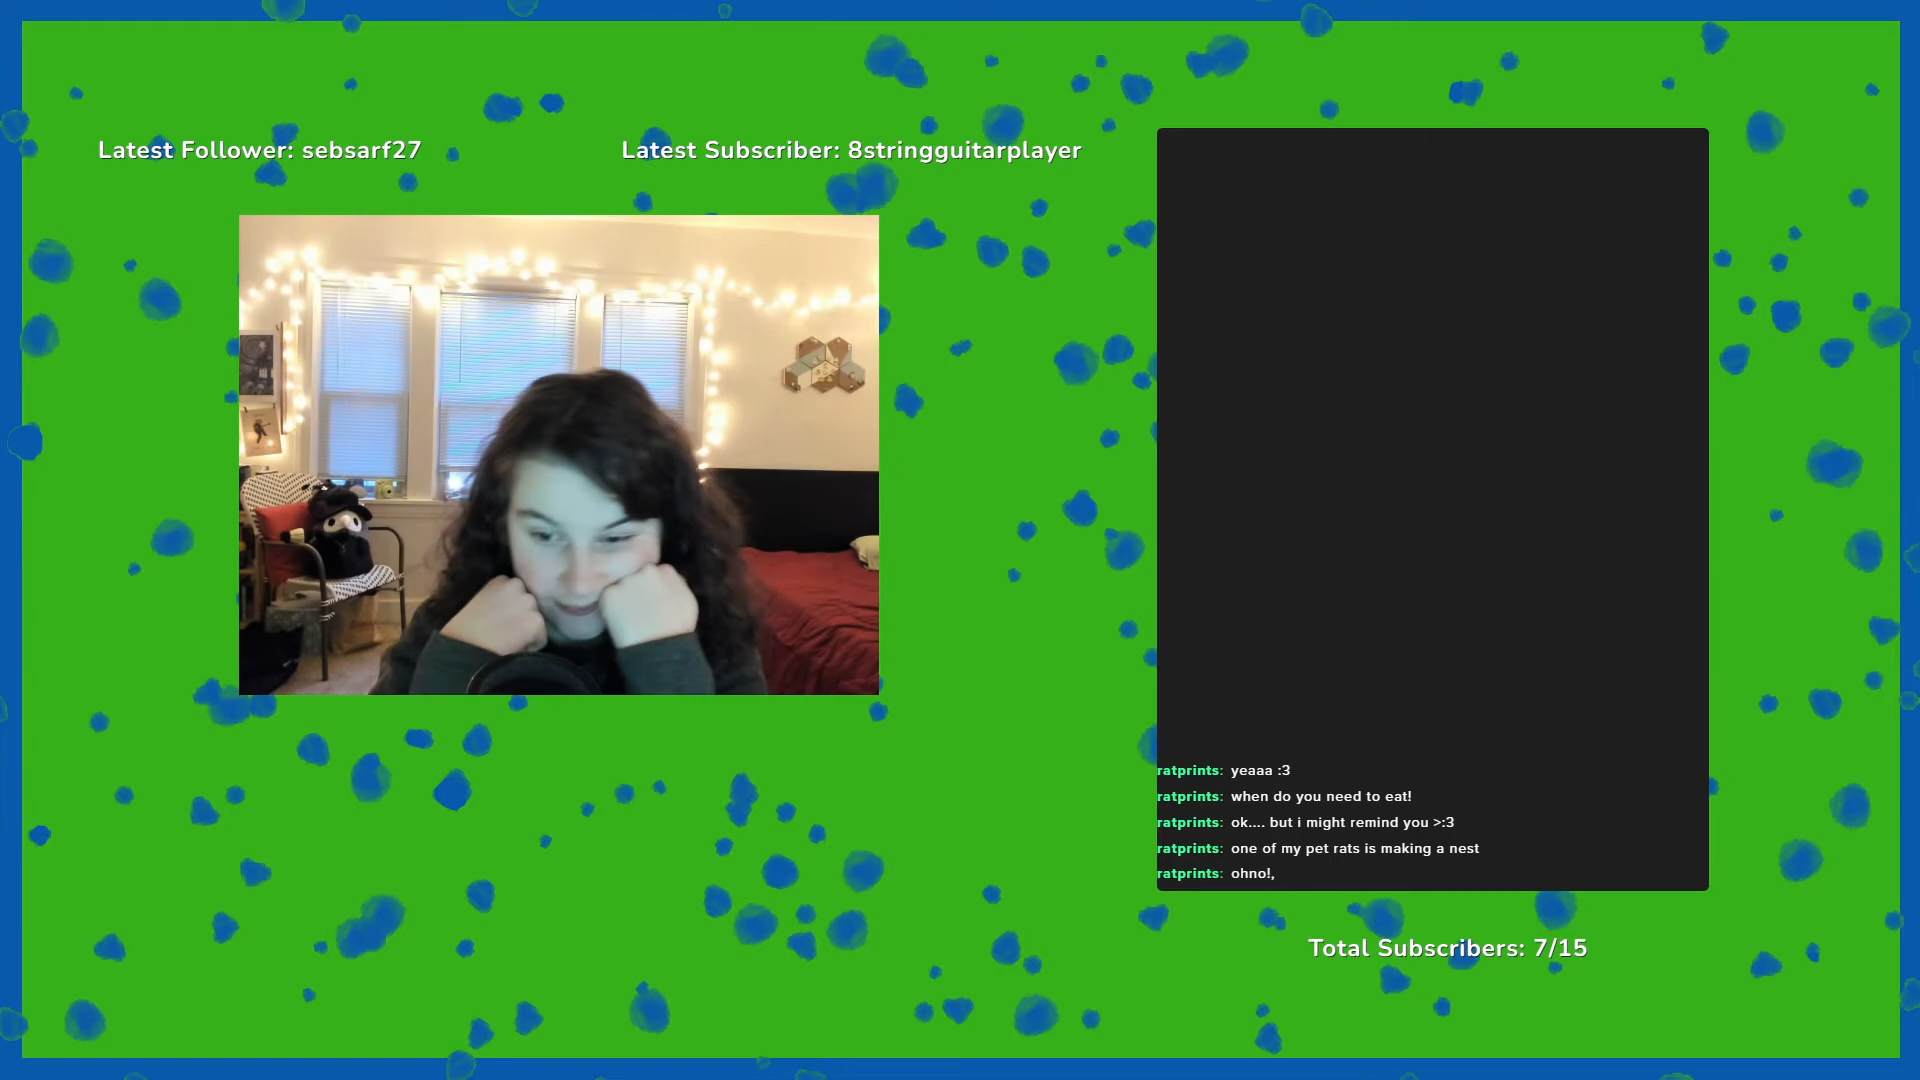 Latest Follower: sebsarf27
Latest Subscriber: 8stringguitarplayer
ratprints: yeaaa :3
ratprints: when do you need to eat!
ratprints: ok.... but i might remind you >:3
ratprints: one of my pet rats is making a nest
ratprints: ohno!,
Total Subscribers: 7/15